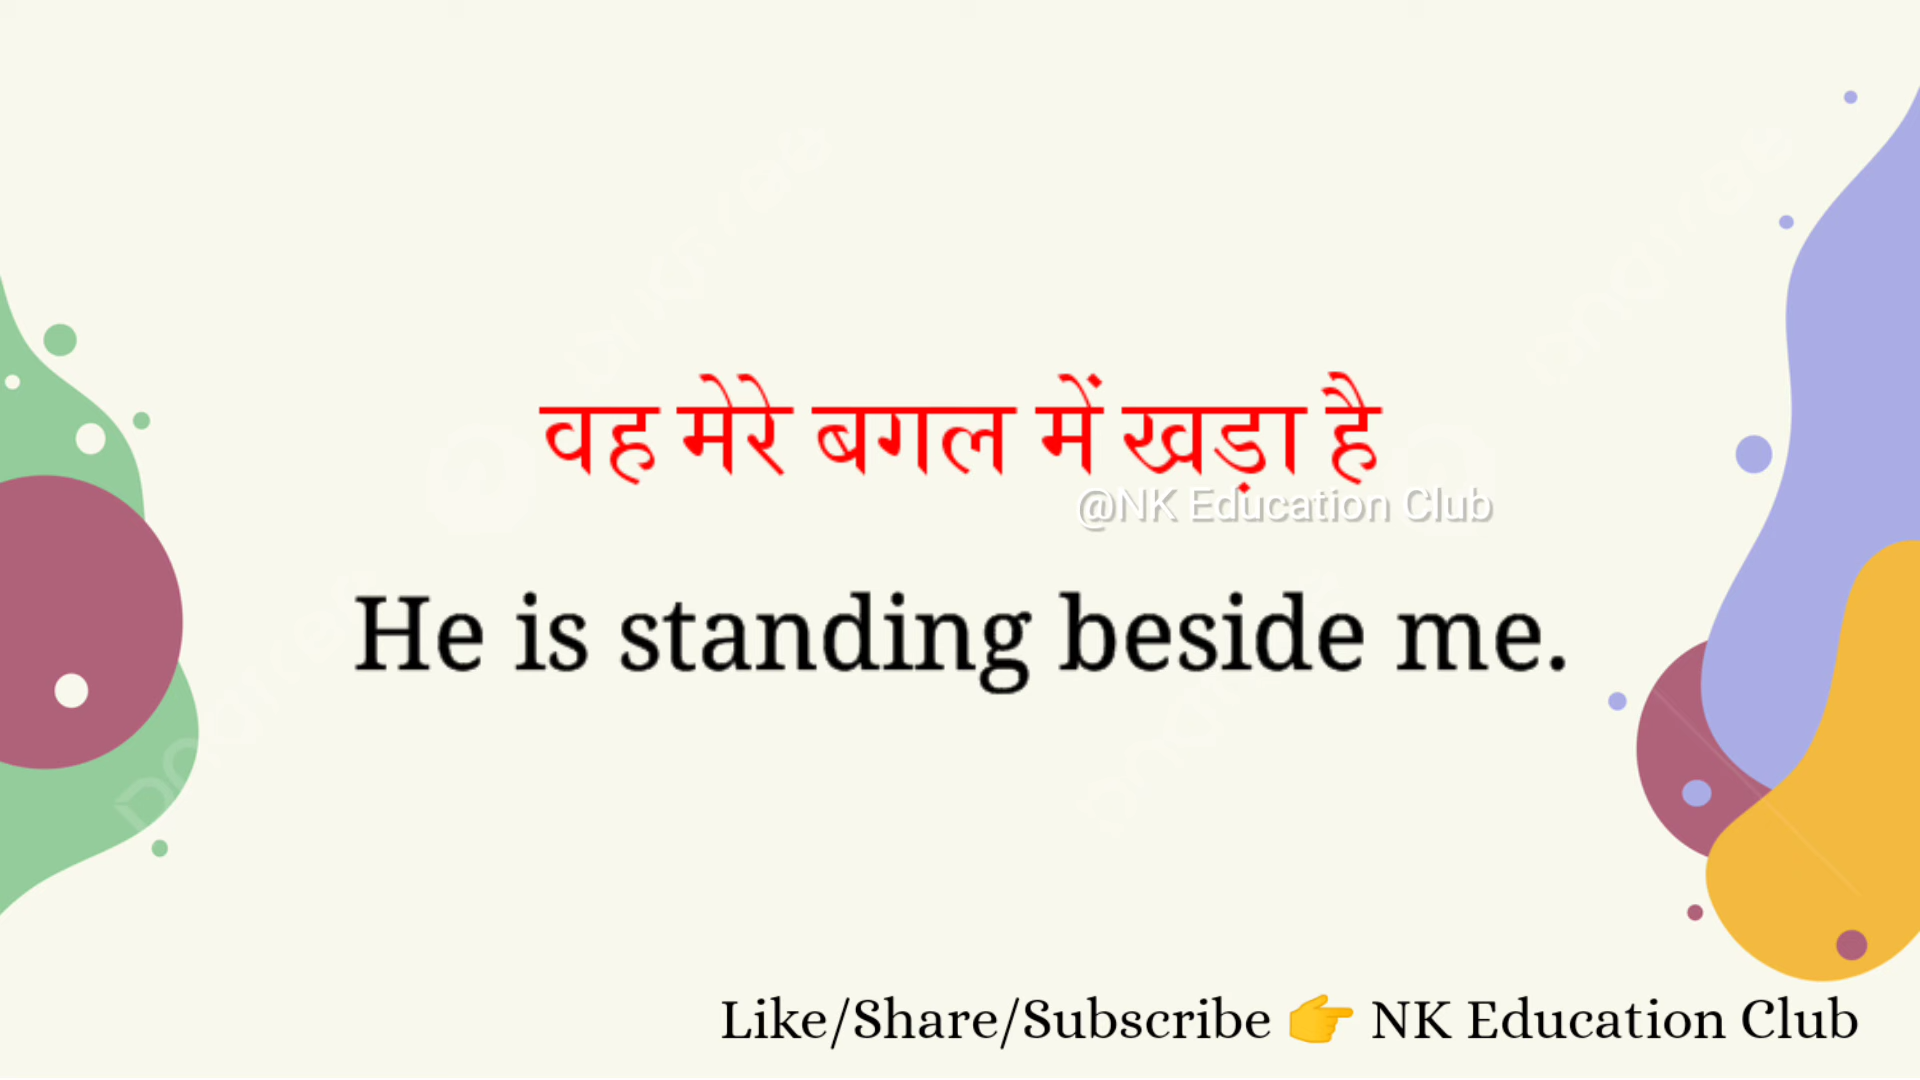 वह मेरे बगल में खड़ा है
@NK Education Club
He is standing beside me.
Like/Share/Subscribe 👉 NK Education Club